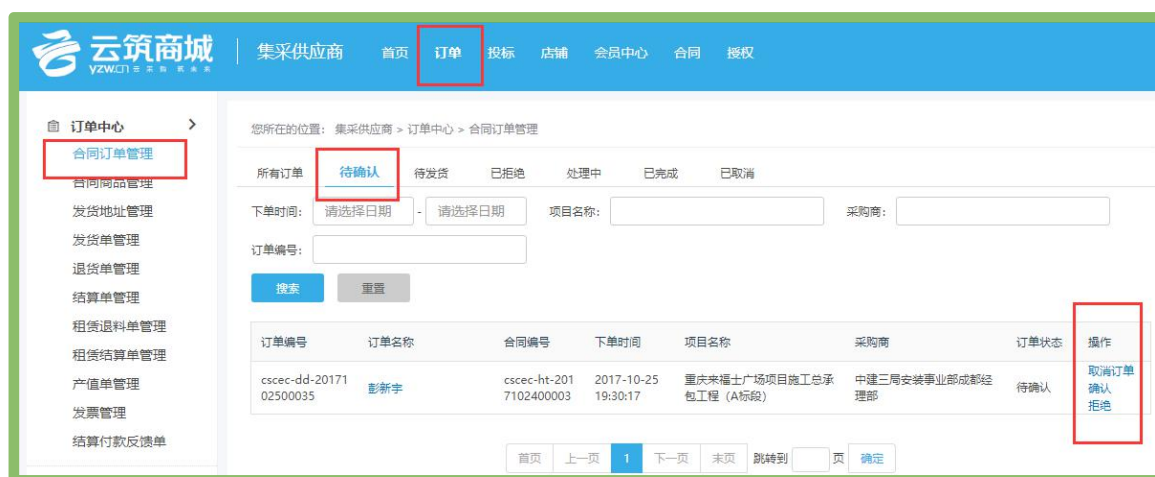 云筑商城
YZW.CN 云采购 筑未来
集采供应商 首页 订单 投标 店铺 会员中心 合同 授权
订单中心 >
合同订单管理
合同商品管理
发货地址管理
发货单管理
退货单管理
结算单管理
租赁退料单管理
租赁结算单管理
产值单管理
发票管理
结算付款反馈单
您所在的位置: 集采供应商 > 订单中心 > 合同订单管理
所有订单 待确认 待发货 已拒绝 处理中 已完成 已取消
下单时间: 请选择日期 - 请选择日期 项目名称: 采购商:
订单编号:
搜索 重置
订单编号 订单名称 合同编号 下单时间 项目名称 采购商 订单状态 操作
cscec-dd-20171
02500035
彭新宇
cscec-ht-201
7102400003
2017-10-25
19:30:17
重庆来福士广场项目施工总承
包工程(A标段)
中建三局安装事业部成都经
理部
待确认
取消订单
确认
拒绝
首页 上一页 1 下一页 末页 跳转到 页 确定